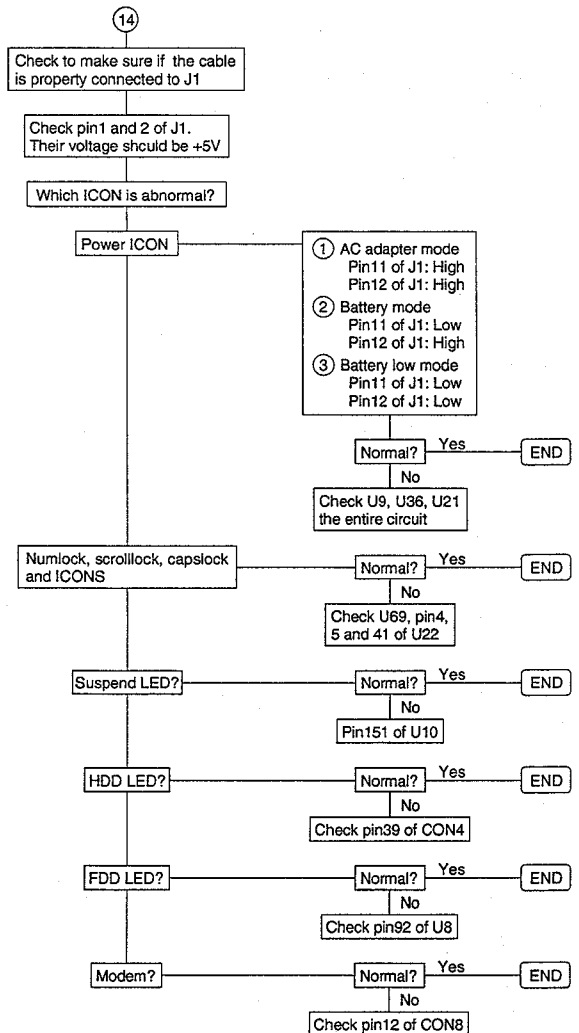 14
Check to make sure if the cable
is property connected to J1
Check pin1 and 2 of J1.
Their voltage should be +5V
Which ICON is abnormal?
Power ICON
1 AC adapter mode
Pin11 of J1: High
Pin12 of J1: High
2 Battery mode
Pin11 of J1: Low
Pin12 of J1: High
3 Battery low mode
Pin11 of J1: Low
Pin12 of J1: Low
Normal? Yes END
No
Check U9, U36, U21
the entire circuit
Numlock, scrolllock, capslock
and ICONS
Normal? Yes END
No
Check U69, pin4,
5 and 41 of U22
Suspend LED? Normal? Yes END
No
Pin151 of U10
HDD LED? Normal? Yes END
No
Check pin39 of CON4
FDD LED? Normal? Yes END
No
Check pin92 of U8
Modem? Normal? Yes END
No
Check pin12 of CON8